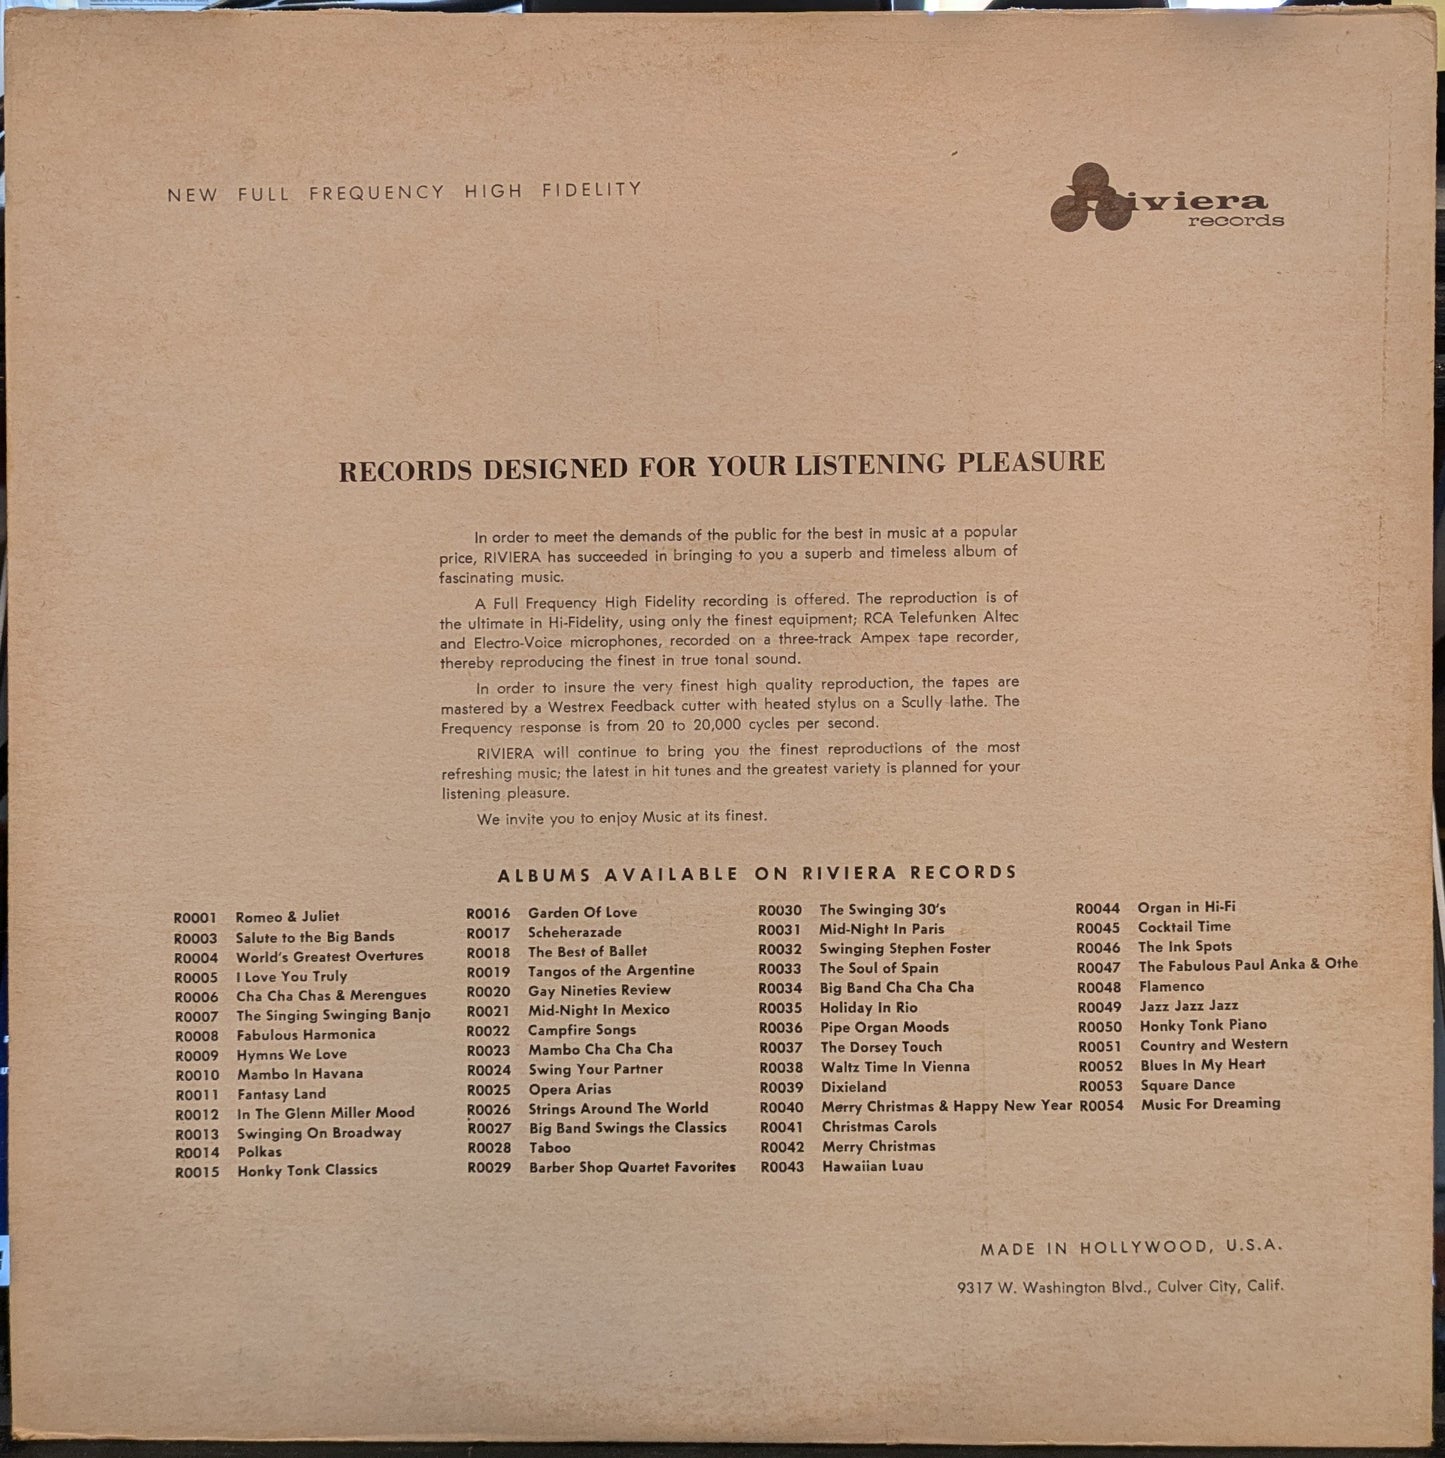 NEW FULL FREQUENCY HIGH FIDELITY
Riviera
records
RECORDS DESIGNED FOR YOUR LISTENING PLEASURE
In order to meet the demands of the public for the best in music at a popular
price, RIVIERA has succeeded in bringing to you a superb and timeless album of
fascinating music.
A Full Frequency High Fidelity recording is offered. The reproduction is of
the ultimate in Hi-Fidelity, using only the finest equipment; RCA Telefunken Altec
and Electro-Voice microphones, recorded on a three-track Ampex tape recorder,
thereby reproducing the finest in true tonal sound.
In order to insure the very finest high quality reproduction, the tapes are
mastered by a Westrex Feedback cutter with heated stylus on a Scully lathe. The
Frequency response is from 20 to 20,000 cycles per second.
RIVIERA will continue to bring you the finest reproductions of the most
refreshing music; the latest in hit tunes and the greatest variety is planned for your
listening pleasure.
We invite you to enjoy Music at its finest.
ALBUMS AVAILABLE ON RIVIERA RECORDS
R0001 Romeo & Juliet
R0003 Salute to the Big Bands
R0004 World's Greatest Overtures
R0005 I Love You Truly
R0006 Cha Cha Chas & Merengues
R0007 The Singing Swinging Banjo
R0008 Fabulous Harmonica
R0009 Hymns We Love
R0010 Mambo In Havana
R0011 Fantasy Land
R0012 In The Glenn Miller Mood
R0013 Swinging On Broadway
R0014 Polkas
R0015 Honky Tonk Classics
R0016 Garden Of Love
R0017 Scheherazade
R0018 The Best of Ballet
R0019 Tangos of the Argentine
R0020 Gay Nineties Review
R0021 Mid-Night In Mexico
R0022 Campfire Songs
R0023 Mambo Cha Cha Cha
R0024 Swing Your Partner
R0025 Opera Arias
R0026 Strings Around The World
R0027 Big Band Swings the Classics
R0028 Taboo
R0029 Barber Shop Quartet Favorites
R0030 The Swinging 30's
R0031 Mid-Night In Paris
R0032 Swinging Stephen Foster
R0033 The Soul of Spain
R0034 Big Band Cha Cha Cha
R0035 Holiday In Rio
R0036 Pipe Organ Moods
R0037 The Dorsey Touch
R0038 Waltz Time In Vienna
R0039 Dixieland
R0040 Merry Christmas & Happy New Year
R0041 Christmas Carols
R0042 Merry Christmas
R0043 Hawaiian Luau
R0044 Organ in Hi-Fi
R0045 Cocktail Time
R0046 The Ink Spots
R0047 The Fabulous Paul Anka & Othe
R0048 Flamenco
R0049 Jazz Jazz Jazz
R0050 Honky Tonk Piano
R0051 Country and Western
R0052 Blues In My Heart
R0053 Square Dance
R0054 Music For Dreaming
MADE IN HOLLYWOOD, U.S.A.
9317 W. Washington Blvd., Culver City, Calif.